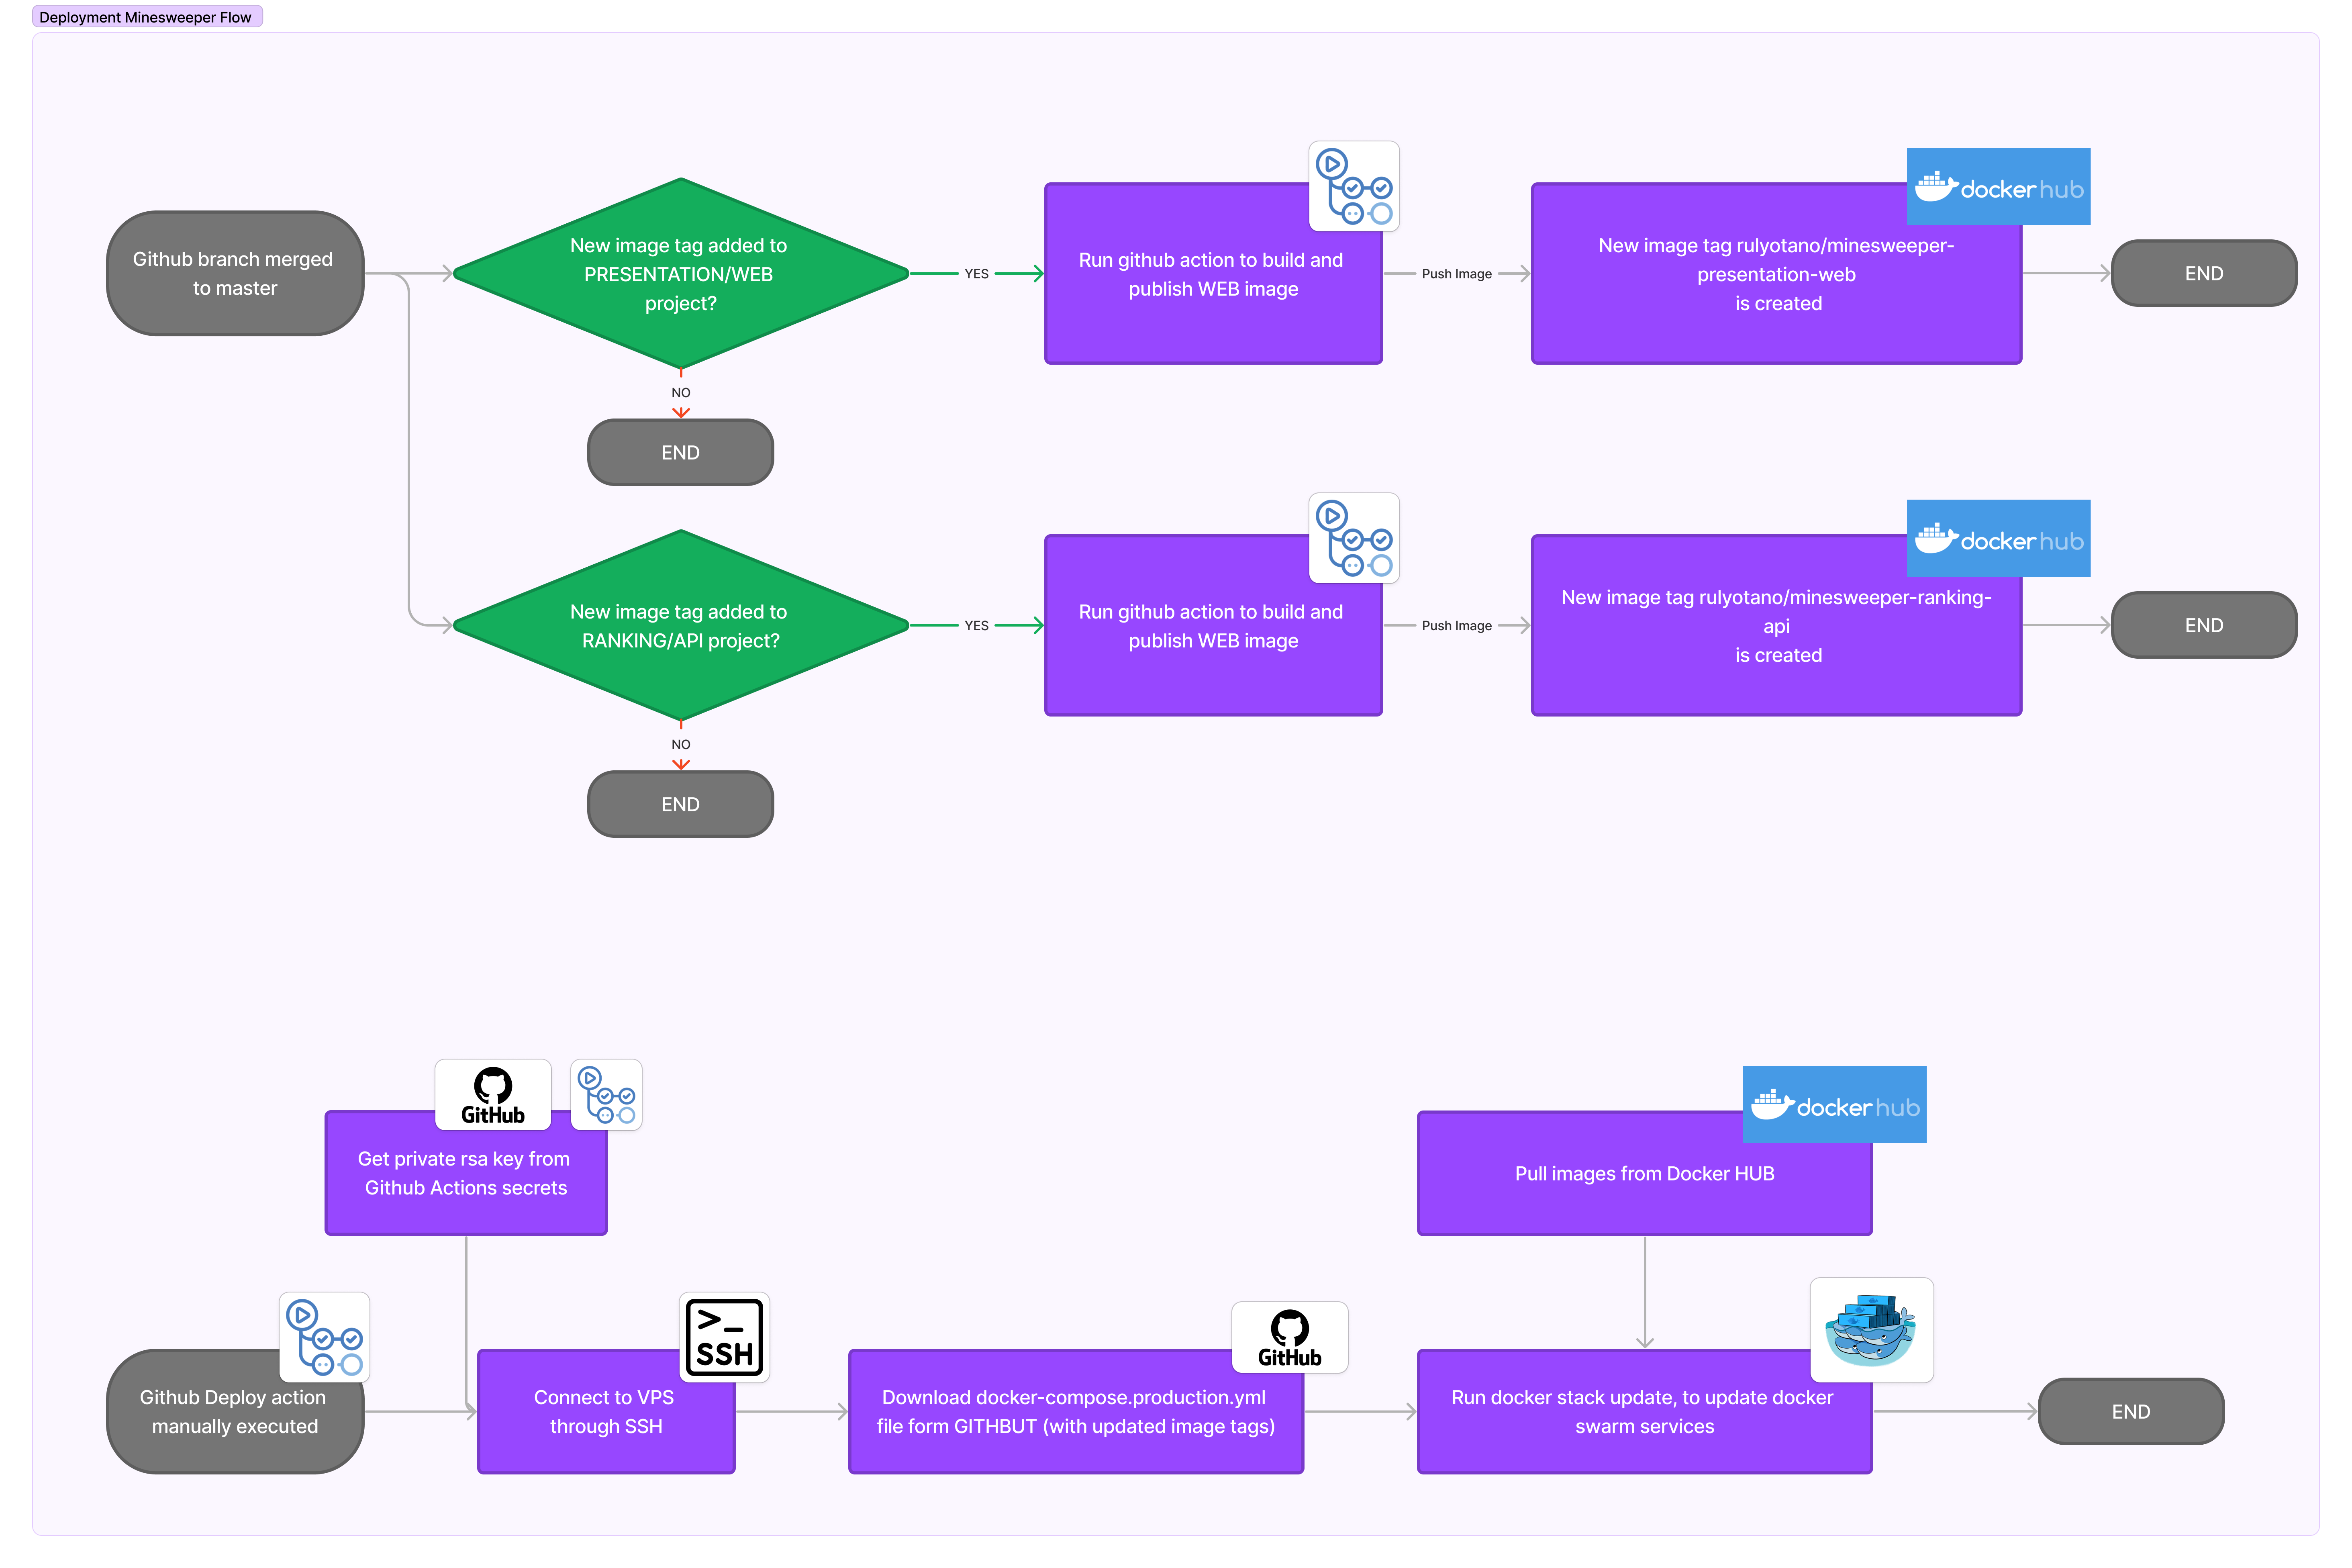 Deployment Minesweeper Flow
Github branch merged
to master
New image tag added to
PRESENTATION/WEB
project?
YES
Run github action to build and
publish WEB image
Push Image
dockerhub
New image tag rulyotano/minesweeper-
presentation-web
is created
END
NO
END
New image tag added to
RANKING/API project?
YES
Run github action to build and
publish WEB image
Push Image
dockerhub
New image tag rulyotano/minesweeper-ranking-
api
is created
END
NO
END
GitHub
Get private rsa key from
Github Actions secrets
dockerhub
Pull images from Docker HUB
Github Deploy action
manually executed
>_
SSH
Connect to VPS
through SSH
GitHub
Download docker-compose.production.yml
file form GITHBUT (with updated image tags)
Run docker stack update, to update docker
swarm services
END